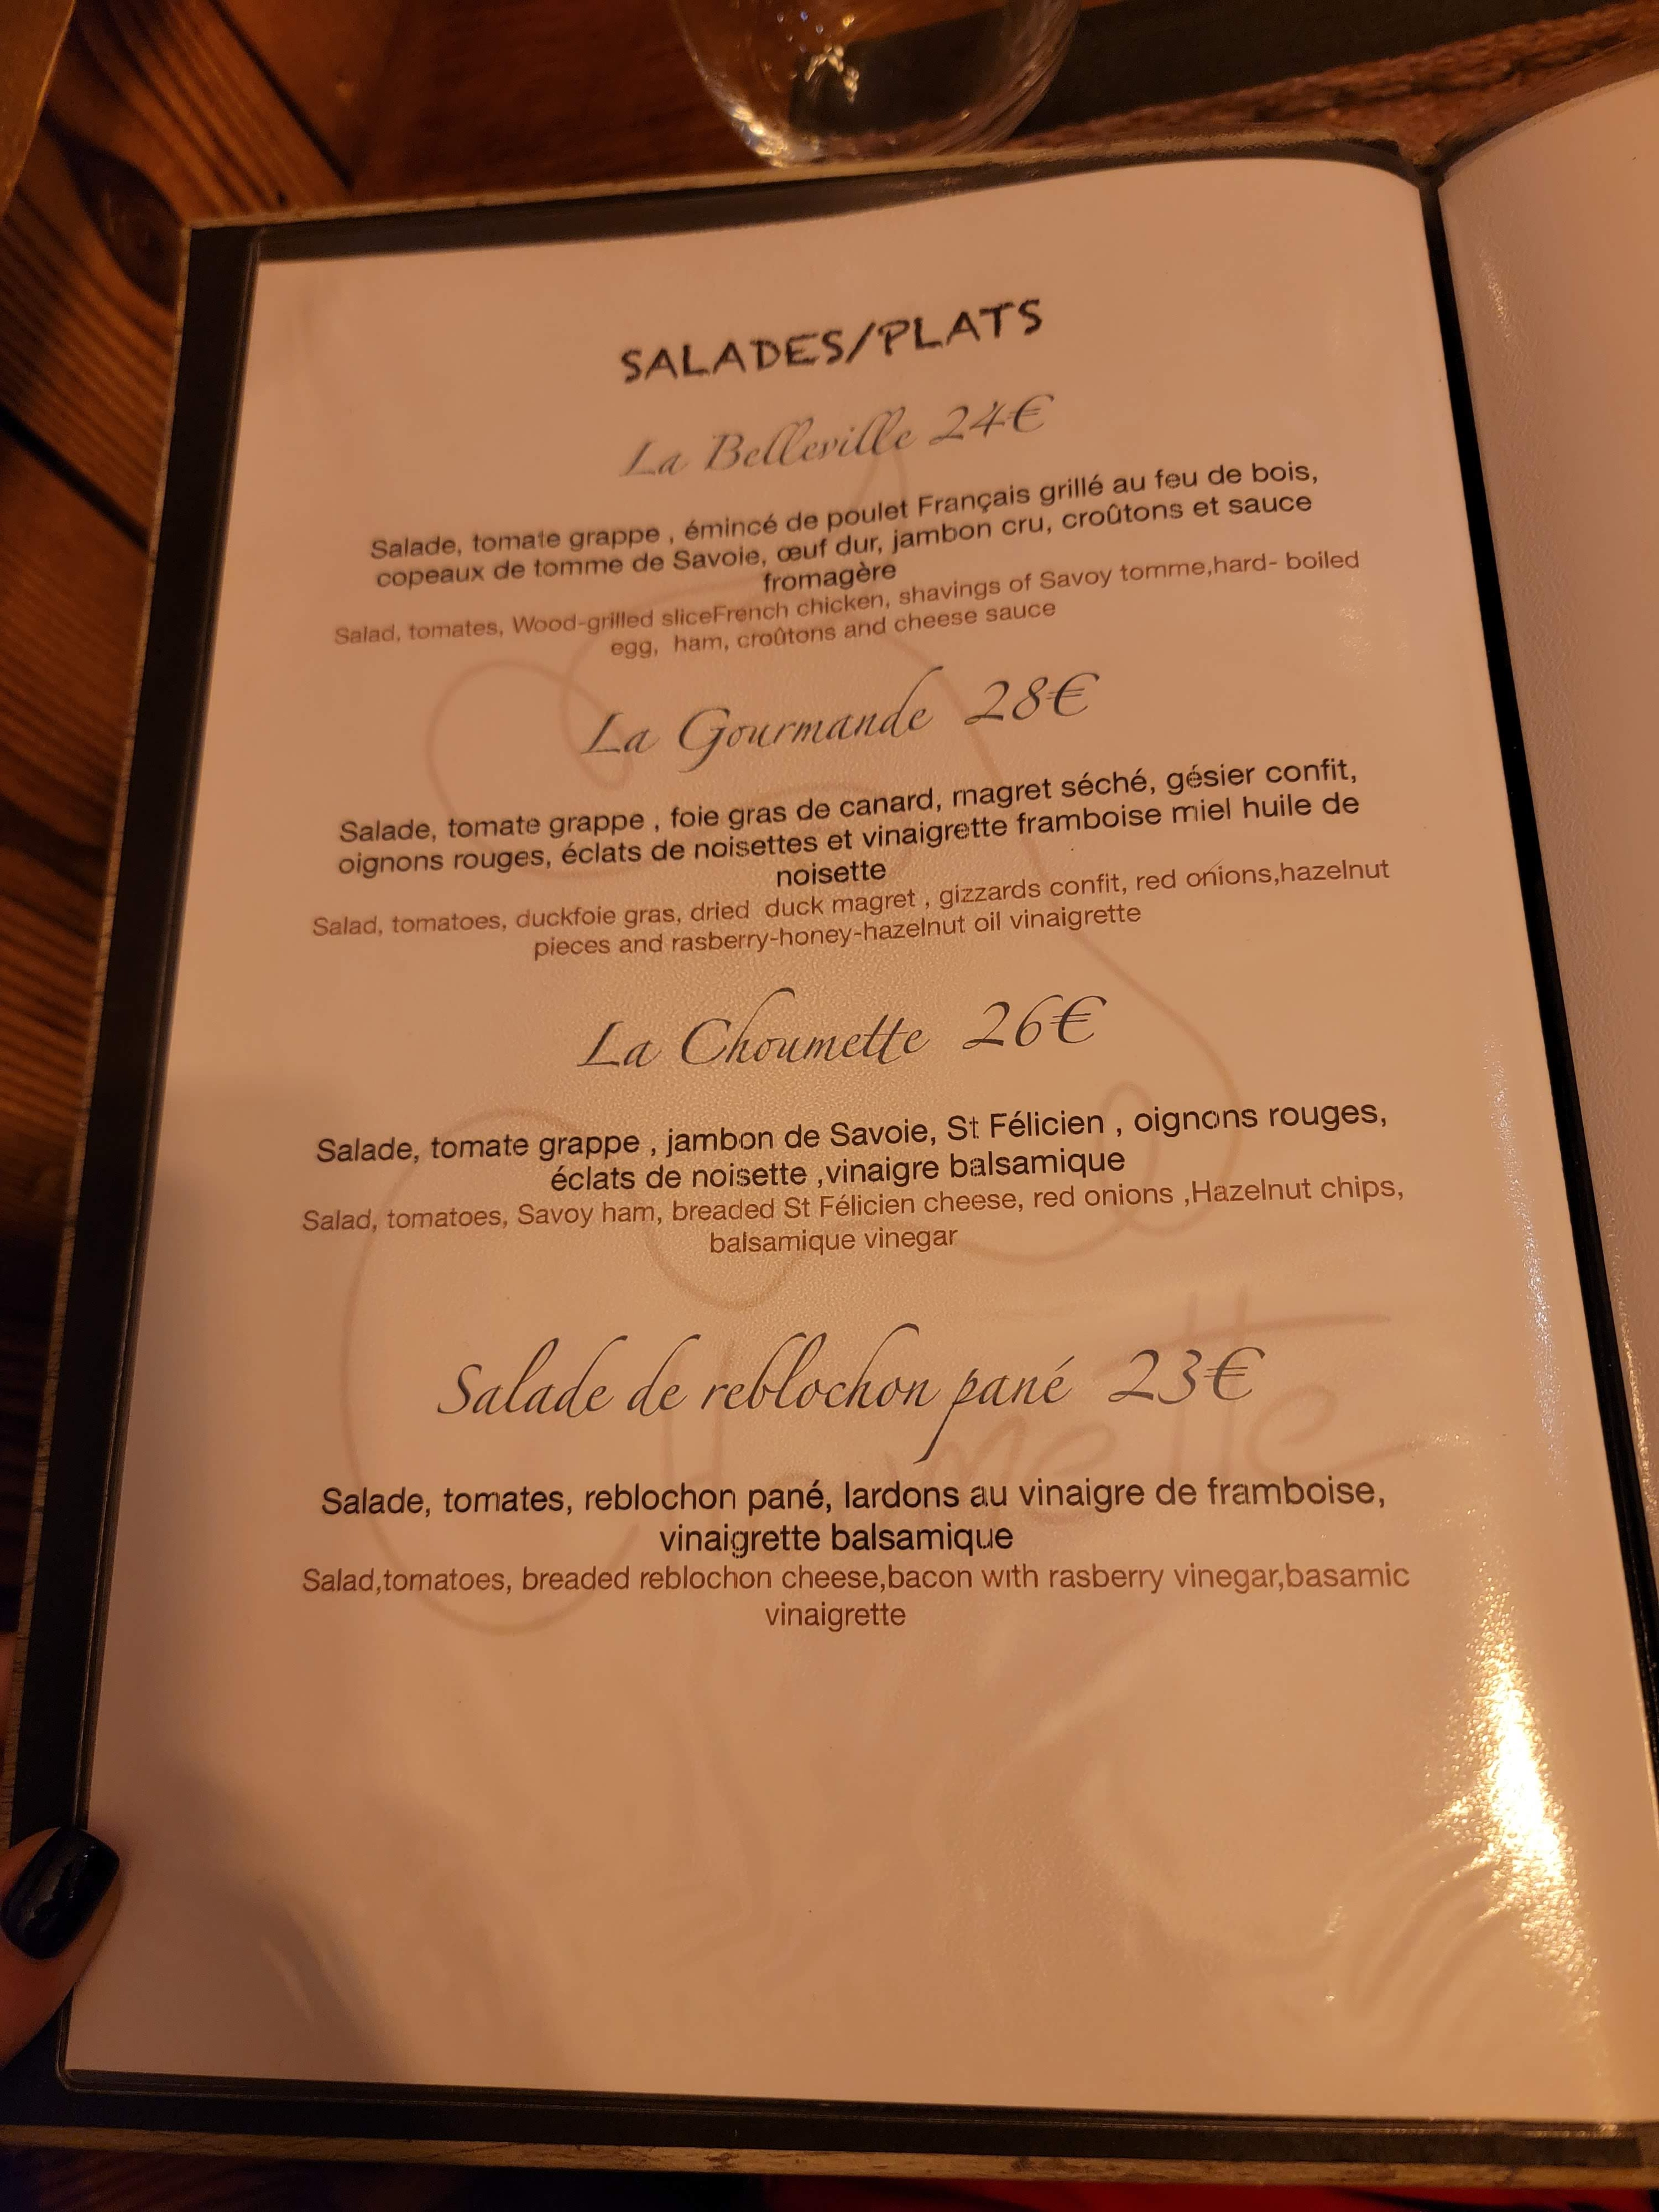 SALADES/PLATS
La Belleville 24€
Salade, tomate grappe , émincé de poulet Français grillé au feu de bois,
copeaux de tomme de Savoie, œuf dur, jambon cru, croûtons et sauce
fromagère
Salad, tomates, Wood-grilled sliceFrench chicken, shavings of Savoy tomme,hard- boiled
egg, ham, croûtons and cheese sauce
La Gourmande 28€
Salade, tomate grappe , foie gras de canard, magret séché, gésier confit,
oignons rouges, éclats de noisettes et vinaigrette framboise miel huile de
noisette
Salad, tomatoes, duckfoie gras, dried duck magret , gizzards confit, red onions,hazelnut
pieces and rasberry-honey-hazelnut oil vinaigrette
La Choumette 26€
Salade, tomate grappe , jambon de Savoie, St Félicien , oignons rouges,
éclats de noisette ,vinaigre balsamique
Salad, tomatoes, Savoy ham, breaded St Félicien cheese, red onions ,Hazelnut chips,
balsamique vinegar
Salade de reblochon pané 23€
Salade, tomates, reblochon pané, lardons au vinaigre de framboise,
vinaigrette balsamique
Salad,tomatoes, breaded reblochon cheese,bacon with rasberry vinegar,basamic
vinaigrette